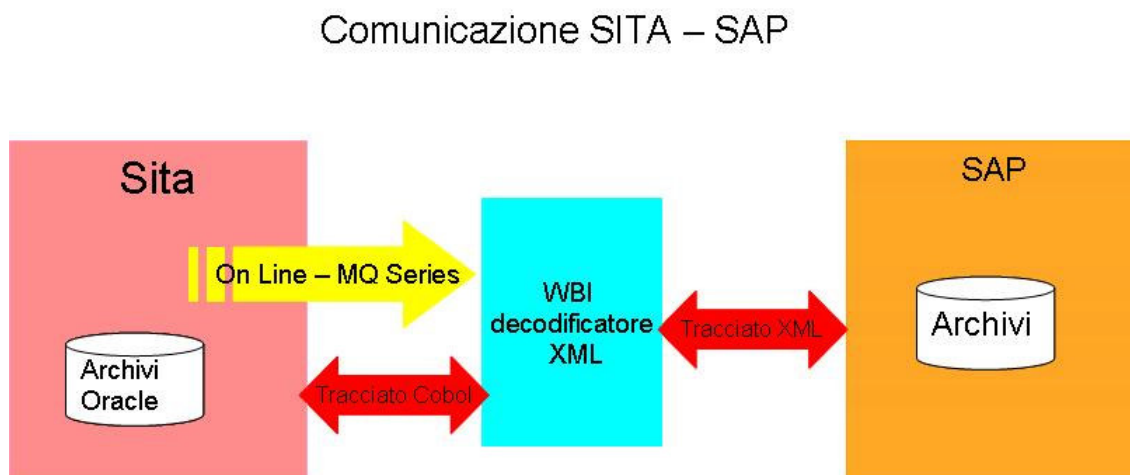 Comunicazione SITA – SAP
Sita
SAP
On Line – MQ Series
WBI
decodificatore
XML
Tracciato XML
Archivi
Archivi
Oracle
Tracciato Cobol